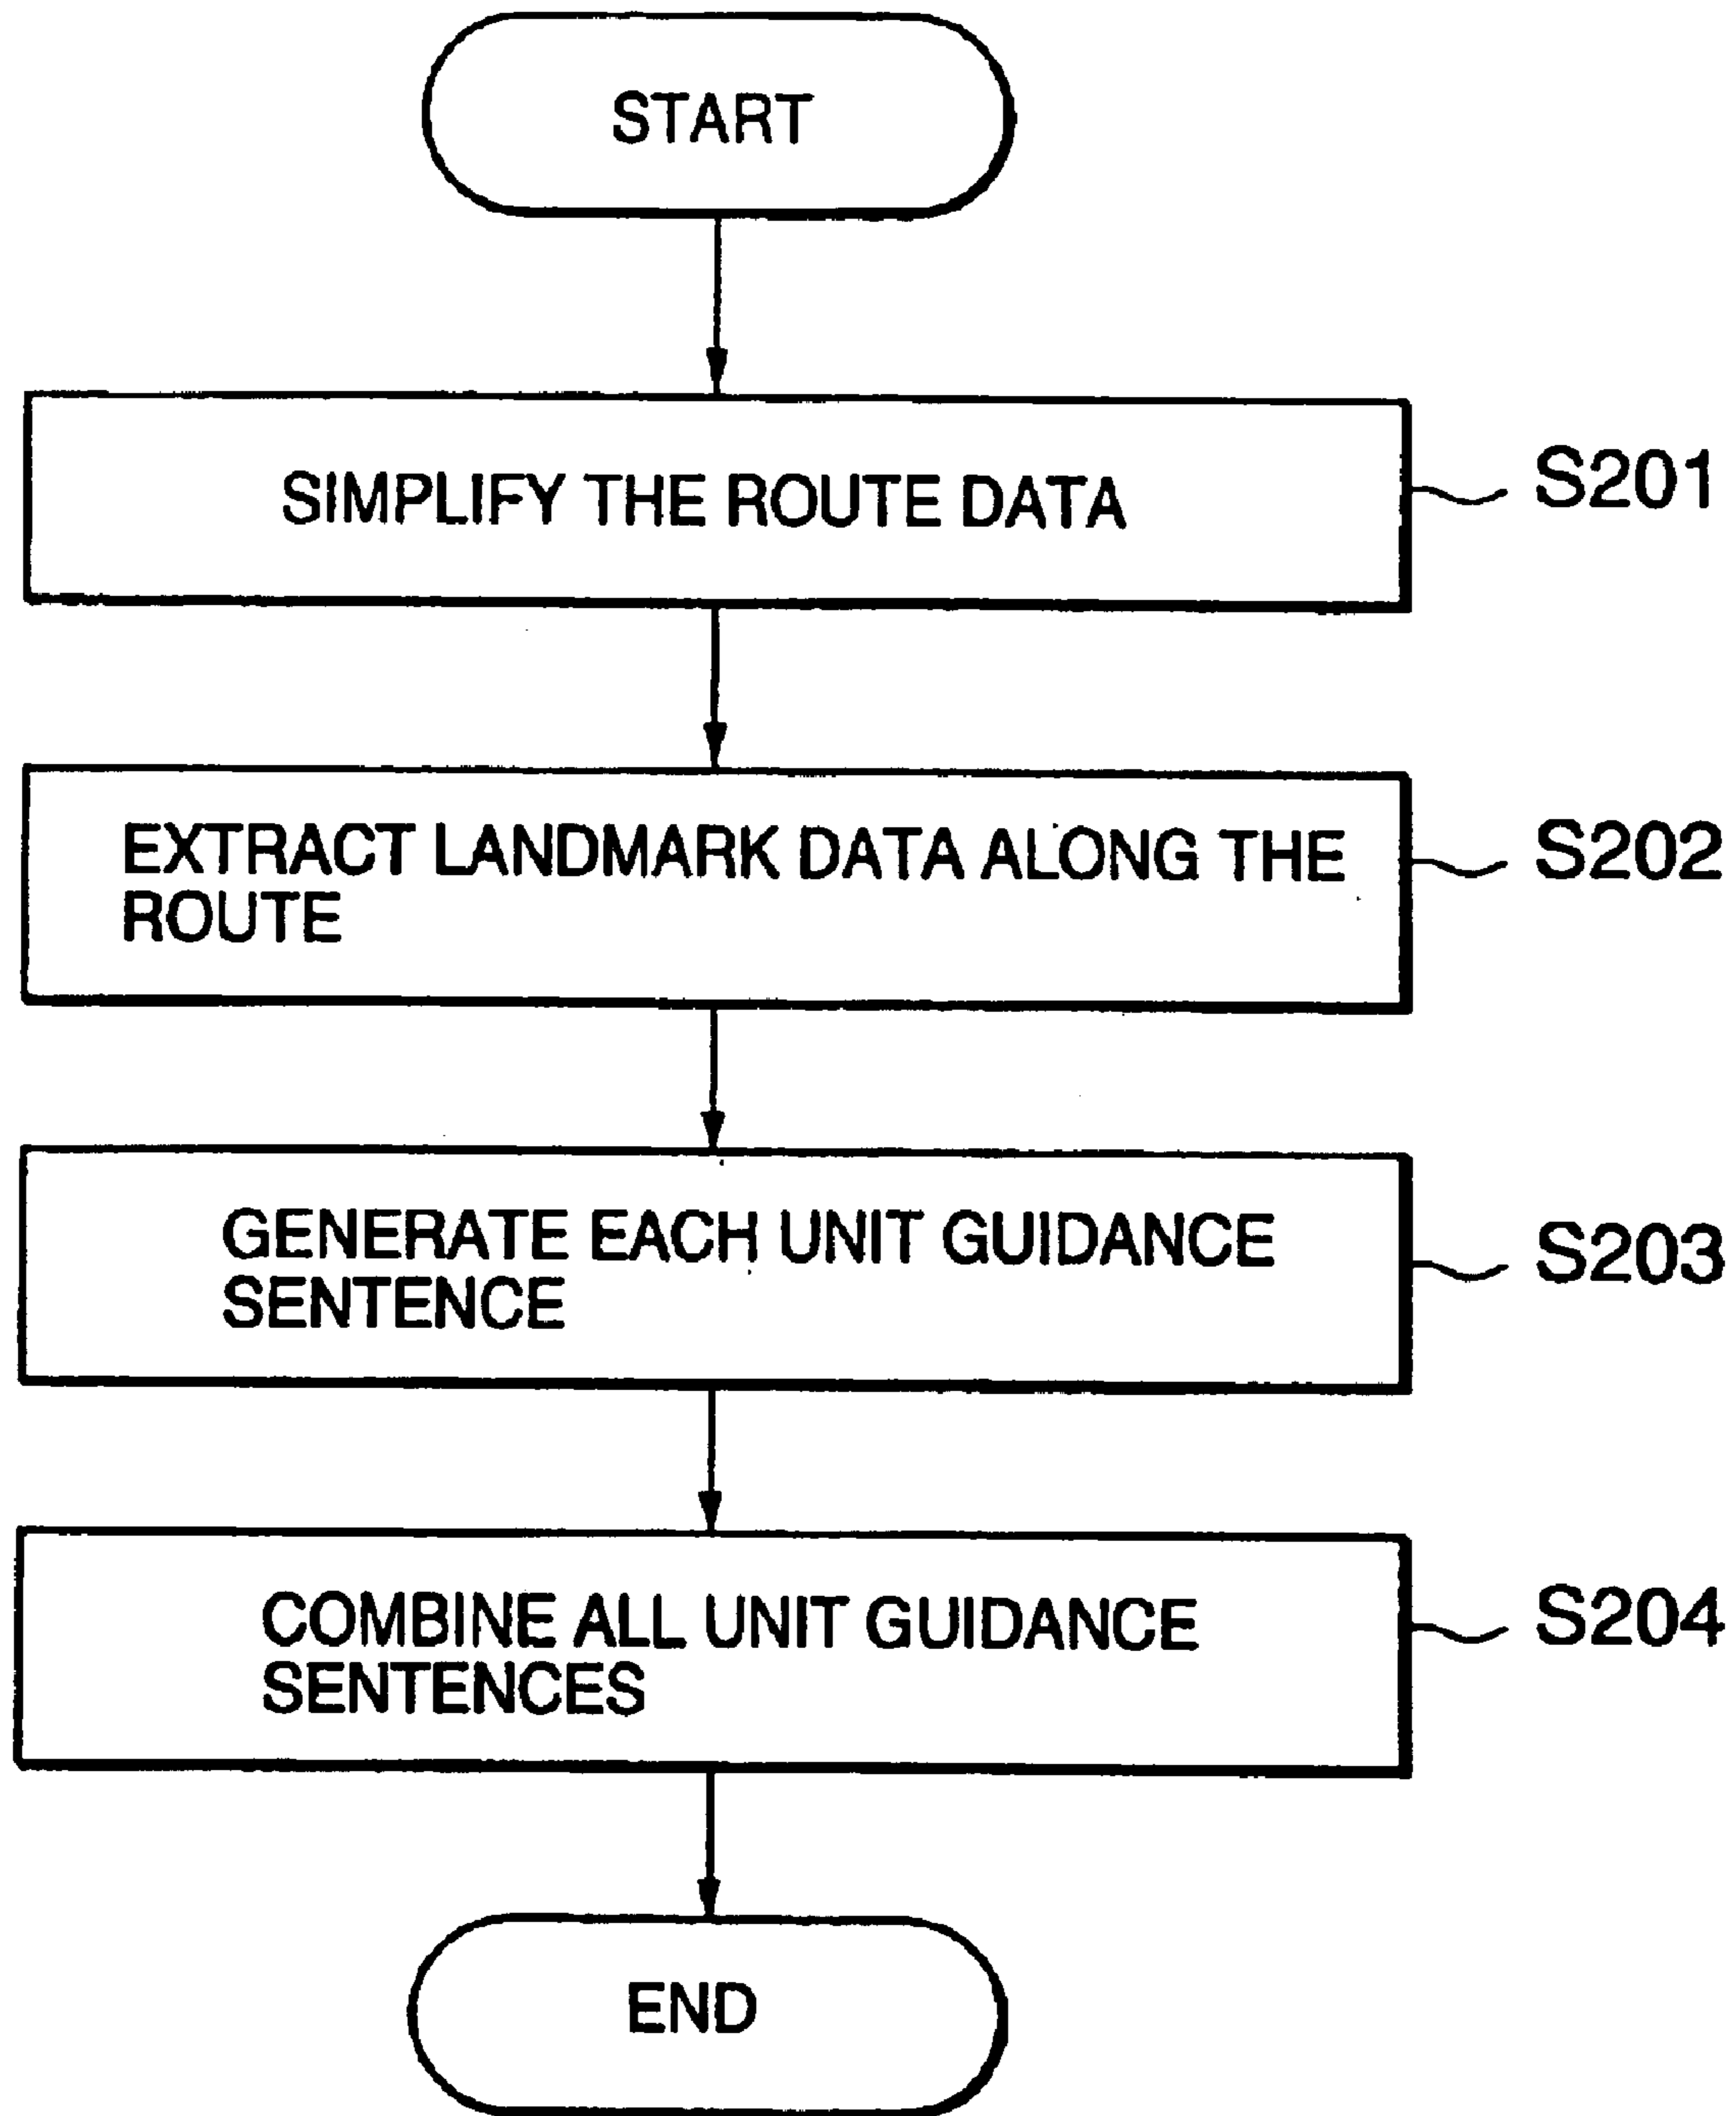 START
SIMPLIFY THE ROUTE DATA
S201
EXTRACT LANDMARK DATA ALONG THE
ROUTE
S202
GENERATE EACH UNIT GUIDANCE
SENTENCE
S203
COMBINE ALL UNIT GUIDANCE
SENTENCES
S204
END